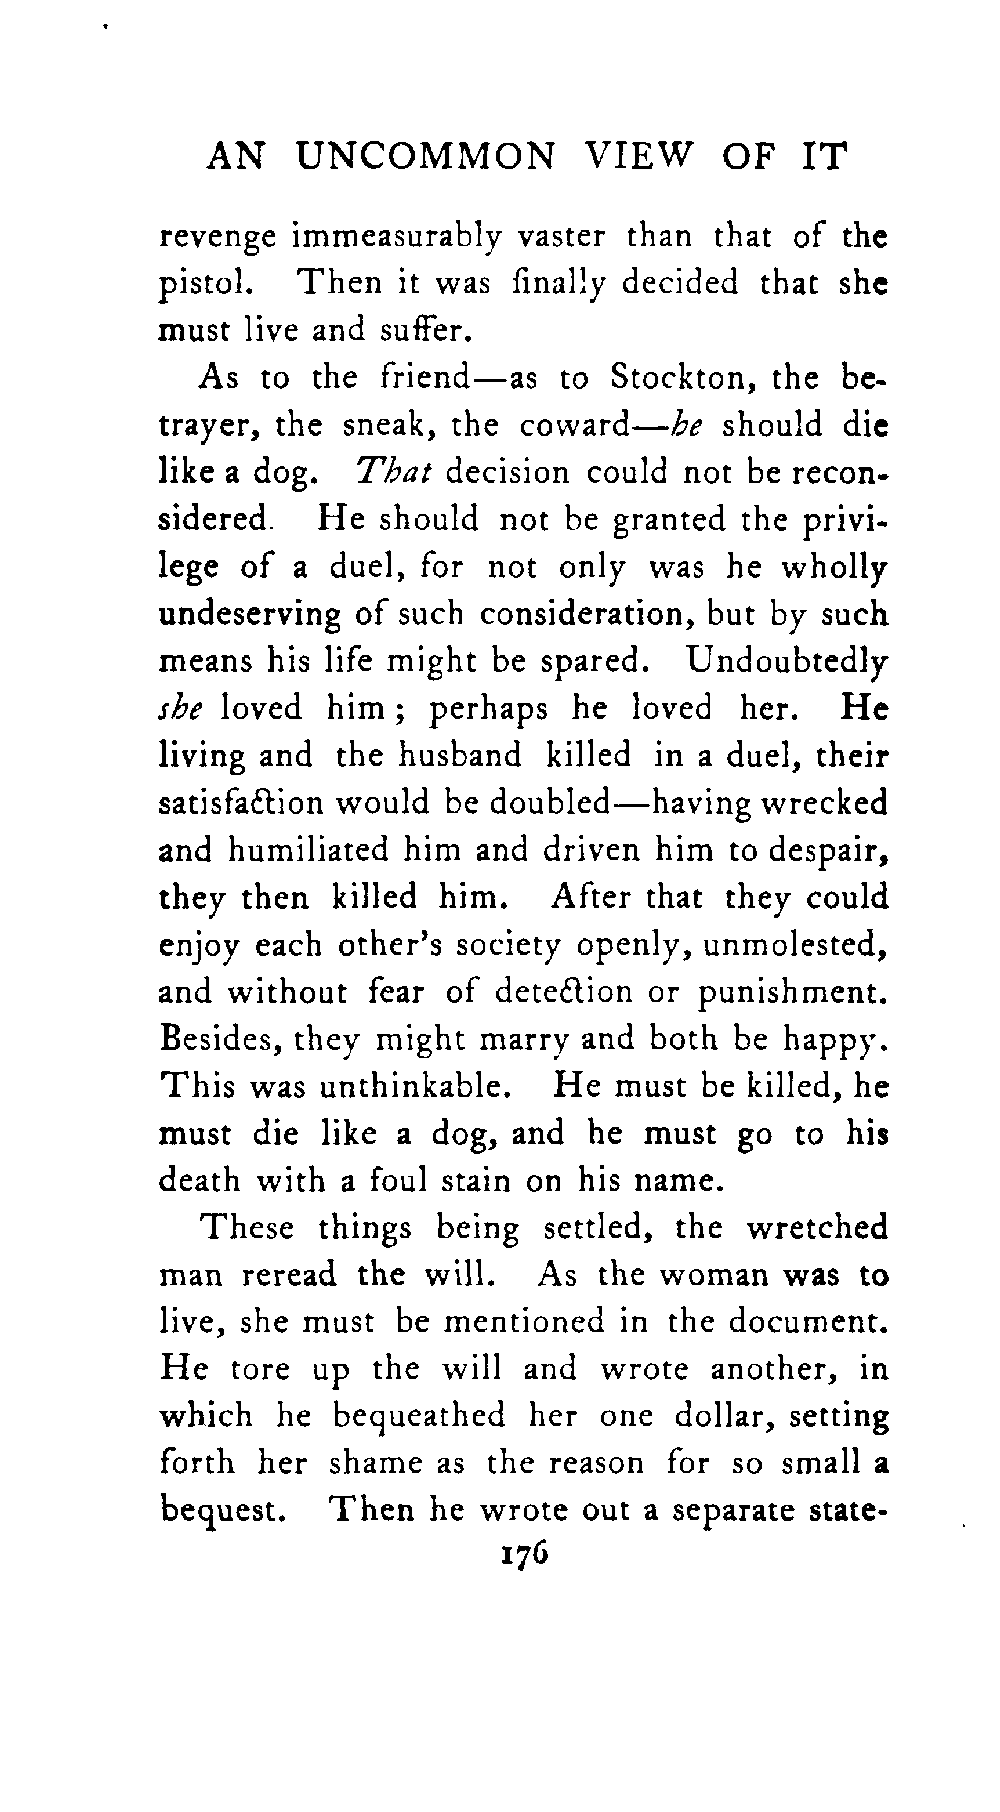 AN UNCOMMON VIEW OF IT
revenge immeasurably vaster than that of the
pistol. Then it was finally decided that she
must live and suffer.
As to the friend—as to Stockton, the be-
trayer, the sneak, the coward—he should die
like a dog. That decision could not be recon-
sidered. He should not be granted the privi-
lege of a duel, for not only was he wholly
undeserving of such consideration, but by such
means his life might be spared. Undoubtedly
she loved him ; perhaps he loved her. He
living and the husband killed in a duel, their
satisfaction would be doubled—having wrecked
and humiliated him and driven him to despair,
they then killed him. After that they could
enjoy each other's society openly, unmolested,
and without fear of detection or punishment.
Besides, they might marry and both be happy.
This was unthinkable. He must be killed, he
must die like a dog, and he must go to his
death with a foul stain on his name.
These things being settled, the wretched
man reread the will. As the woman was to
live, she must be mentioned in the document.
He tore up the will and wrote another, in
which he bequeathed her one dollar, setting
forth her shame as the reason for so small a
bequest. Then he wrote out a separate state-
176